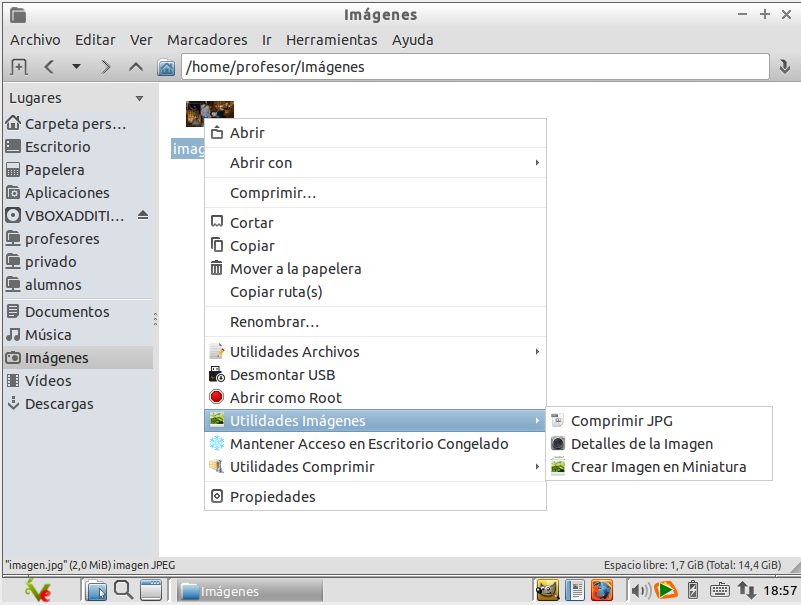 Imágenes
Archivo Editar Ver Marcadores Ir Herramientas Ayuda
/home/profesor/Imágenes
Lugares
Carpeta pers...
Escritorio
Papelera
Aplicaciones
VBOXADDITI...
profesores
privado
alumnos
Documentos
Música
Imágenes
Vídeos
Descargas
imag
Abrir
Abrir con
Comprimir...
Cortar
Copiar
Mover a la papelera
Copiar ruta(s)
Renombrar...
Utilidades Archivos
Desmontar USB
Abrir como Root
Utilidades Imágenes
Mantener Acceso en Escritorio Congelado
Utilidades Comprimir
Propiedades
Comprimir JPG
Detalles de la Imagen
Crear Imagen en Miniatura
"imagen.jpg" (2,0 MiB) imagen JPEG
Espacio libre: 1,7 GiB (Total: 14,4 GiB)
Imágenes
18:57